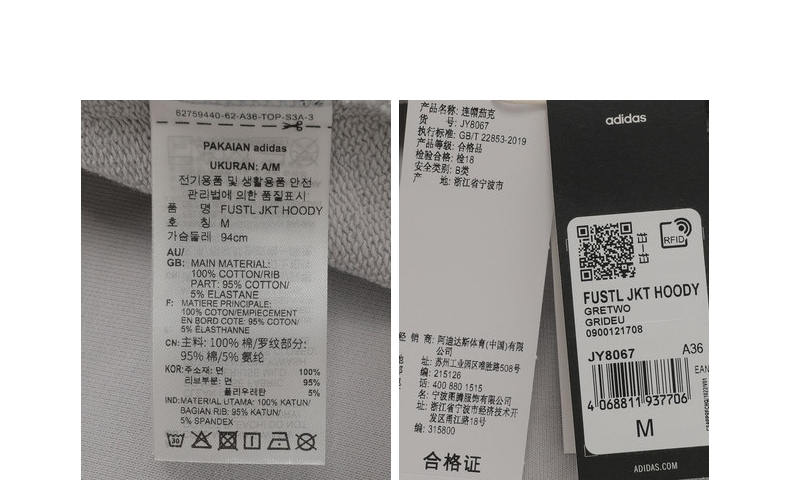 62759440-62-A36-TOP-S3A-3
PAKAIAN adidas
UKURAN: A/M
전기용품 및 생활용품 안전
관리법에 의한 품질표시
품 명 FUSTL JKT HOODY
호 칭 M
가슴둘레 94cm
AU/
GB: MAIN MATERIAL:
100% COTTON/RIB
PART: 95% COTTON/
5% ELASTANE
F: MATIERE PRINCIPALE:
100% COTON/EMPIECEMENT
EN BORD COTE: 95% COTON/
5% ÉLASTHANNE
CN: 主料: 100% 棉/罗纹部分:
95% 棉/5% 氨纶
KOR: 주소재: 면 100%
리브부분: 면 95%
폴리우레탄 5%
IND: MATERIAL UTAMA: 100% KATUN/
BAGIAN RIB: 95% KATUN/
5% SPANDEX
30
产品名称: 连帽茄克
货 号: JY8067
执行标准: GB/T 22853-2019
产品等级: 合格品
检验合格: 检18
安全类别: B类
产 地: 浙江省宁波市
经 销 商: 阿迪达斯体育(中国)有限
公司
址: 苏州工业园区唯胜路508号
编: 215126
话: 400 880 1515
名: 宁波图腾服饰有限公司
址: 浙江省宁波市经济技术开
发区甬江路18号
编: 315800
合格证
adidas
RFID
FUSTL JKT HOODY
GRETWO
GRIDEU
0900121708
JY8067 A36
EAN
4 068811 937706
M
ADIDAS.COM